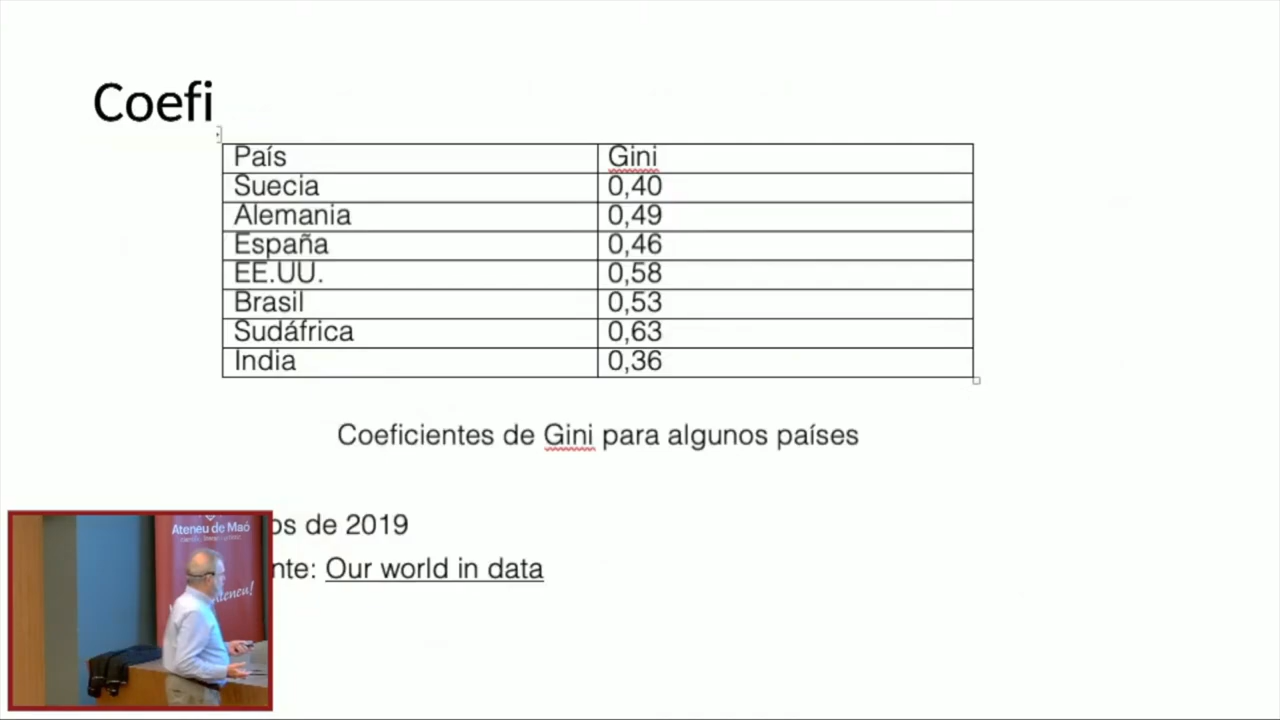 Coefi
País Gini
Suecia 0,40
Alemania 0,49
España 0,46
EE.UU. 0,58
Brasil 0,53
Sudáfrica 0,63
India 0,36
Coeficientes de Gini para algunos países
os de 2019
nte: Our world in data
Ateneu de Maó
Ateneu!